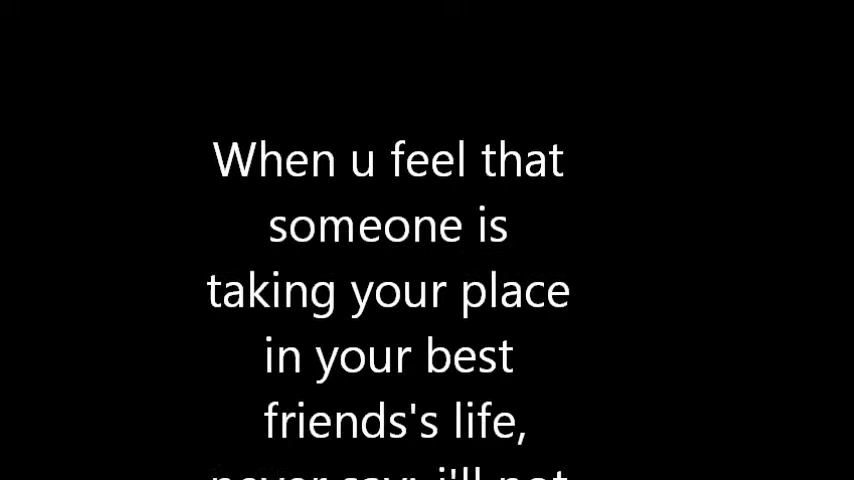 When u feel that
someone is
taking your place
in your best
friends's life,
never say: i'll not